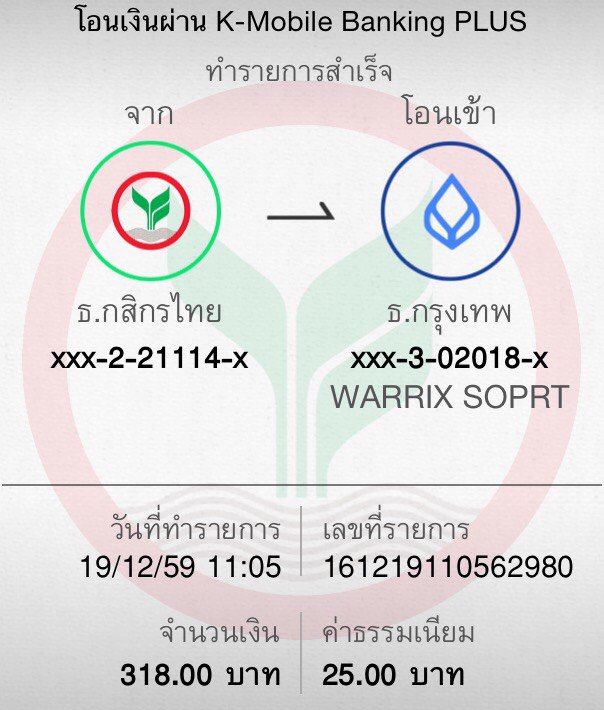 โอนเงินผ่าน K-Mobile Banking PLUS
ทำรายการสำเร็จ
จาก
โอนเข้า
ธ.กสิกรไทย
ธ.กรุงเทพ
xxx-2-21114-x
xxx-3-02018-x
WARRIX SOPRT
วันที่ทำรายการ
เลขที่รายการ
19/12/59 11:05
161219110562980
จำนวนเงิน
ค่าธรรมเนียม
318.00 บาท
25.00 บาท